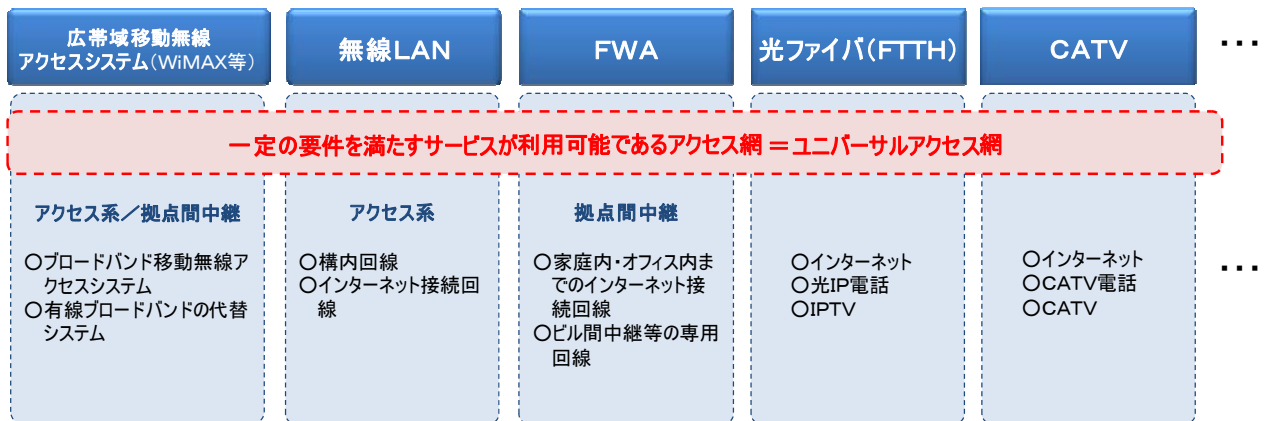 広帯域移動無線
アクセスシステム（WiMAX等）
無線LAN
FWA
光ファイバ（FTTH）
CATV
･･･
一定の要件を満たすサービスが利用可能であるアクセス網＝ユニバーサルアクセス網
アクセス系／拠点間中継
○ブロードバンド移動無線ア
クセスシステム
○有線ブロードバンドの代替
システム
アクセス系
○構内回線
○インターネット接続回
線
拠点間中継
○家庭内・オフィス内ま
でのインターネット接
続回線
○ビル間中継等の専用
回線
○インターネット
○光IP電話
○IPTV
○インターネット
○CATV電話
○CATV
･･･